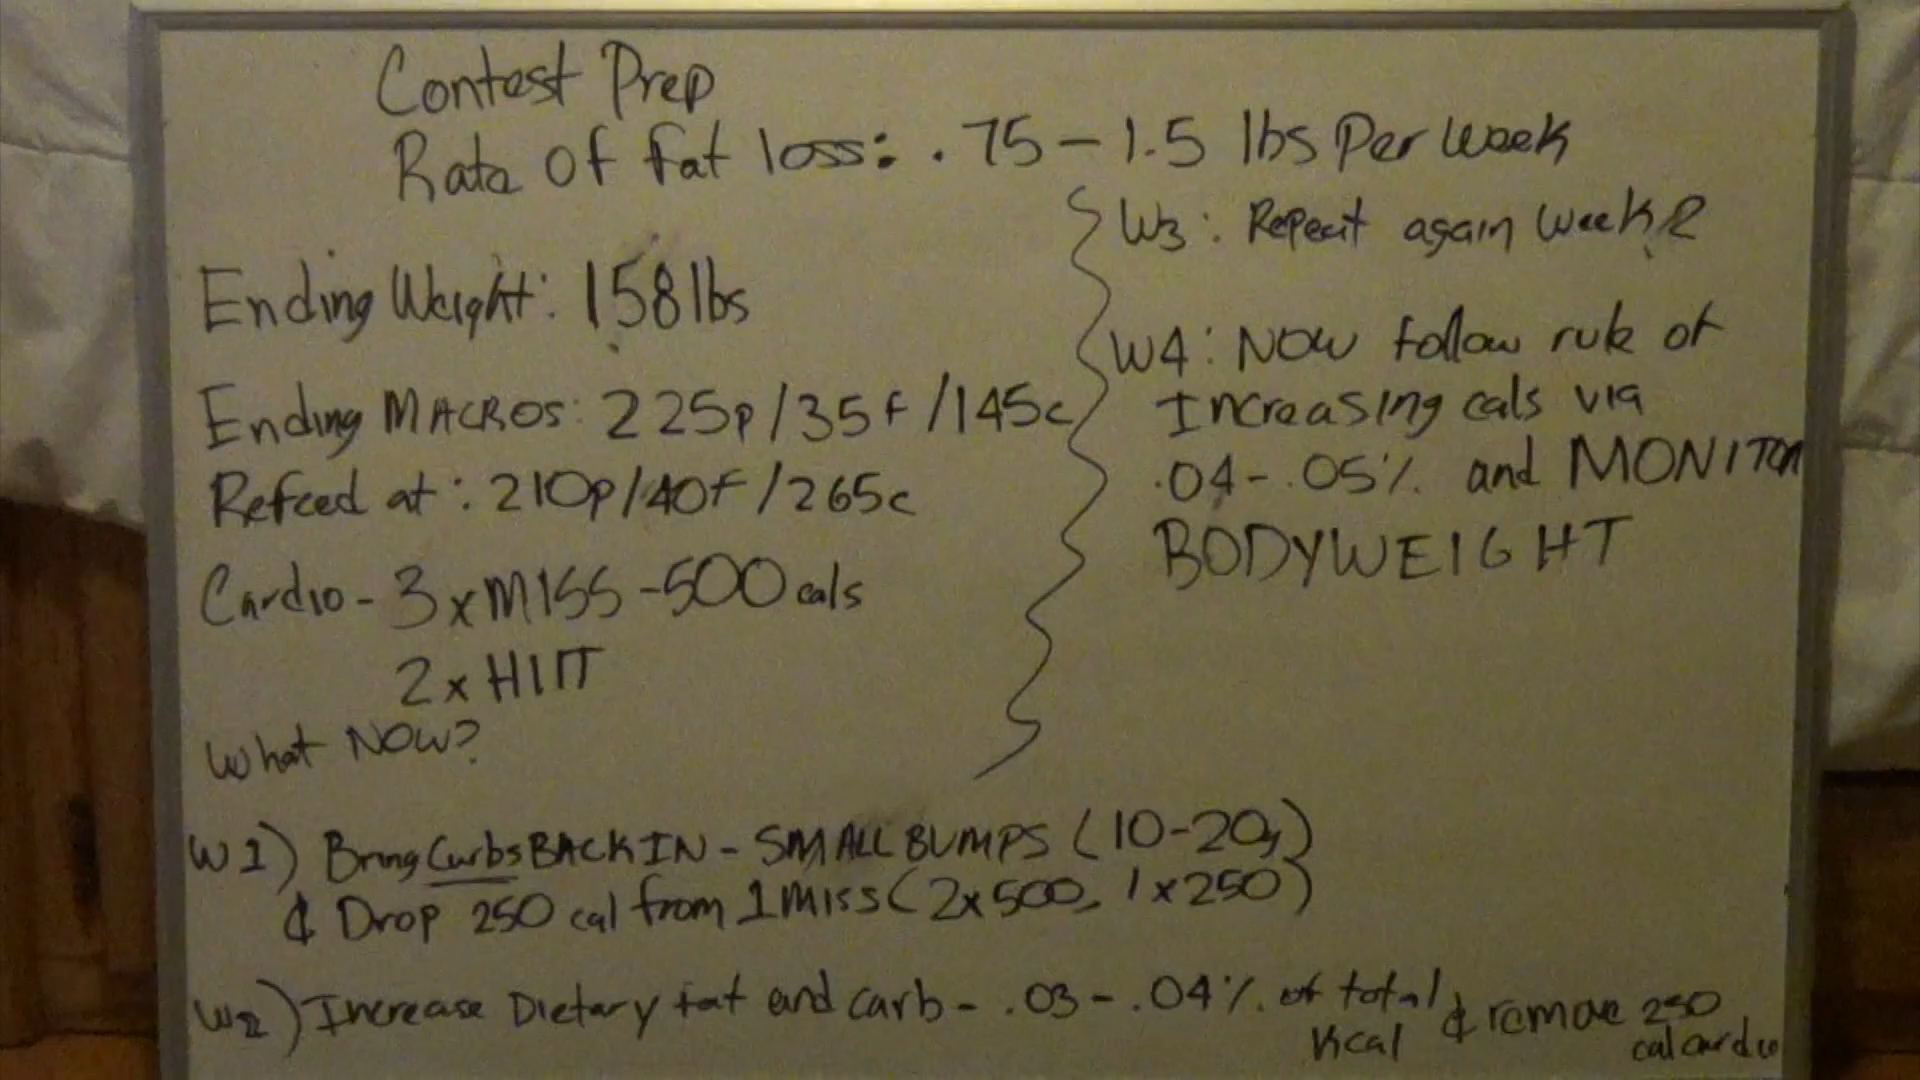 Contest Prep
Rate of Fat loss: .75 - 1.5 lbs Per Week
Ending Weight: 158 lbs
Ending MACROS: 225p/35f/145c
Refeed at: 210p/40f/265c
Cardio - 3xMISS - 500 cals
2xHIIT
What NOW?
W1) Bring Carbs BACK IN - SMALL BUMPS (10-20g)
& Drop 250 cal from 1 Miss (2x500, 1x250)
W2) Increase Dietary fat and carb - .03 - .04% of total
Kcal & remove 250
cal cardio
W3: Repeat again Week 2
W4: NOW follow rule of
Increasing cals via
.04 - .05% and MONITOR
BODYWEIGHT